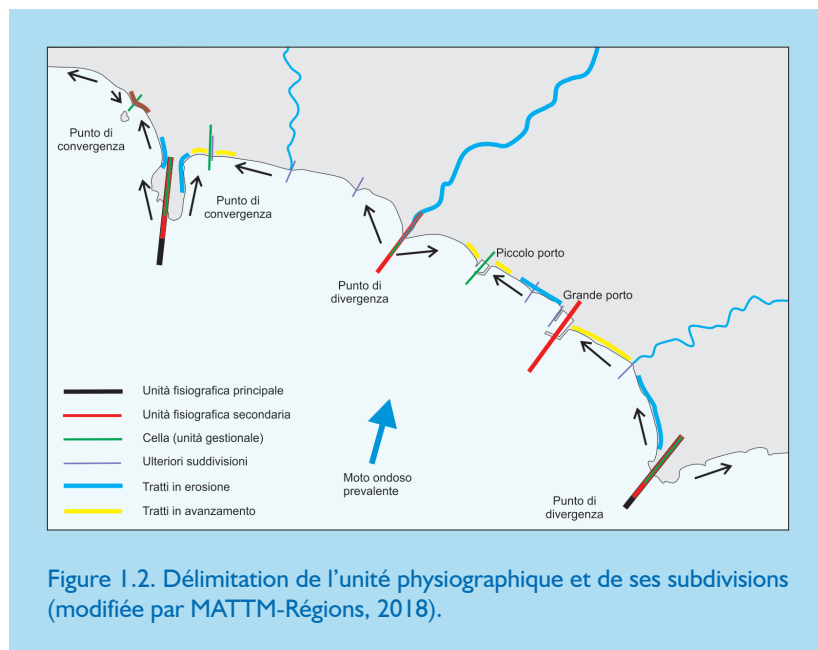 Punto di
convergenza
Punto di
convergenza
Piccolo porto
Punto di
divergenza
Grande porto
Unità fisiografica principale
Unità fisiografica secondaria
Cella (unità gestionale)
Ulteriori suddivisioni
Tratti in erosione
Tratti in avanzamento
Moto ondoso
prevalente
Punto di
divergenza
Figure 1.2. Délimitation de l’unité physiographique et de ses subdivisions
(modifiée par MATTM-Régions, 2018).